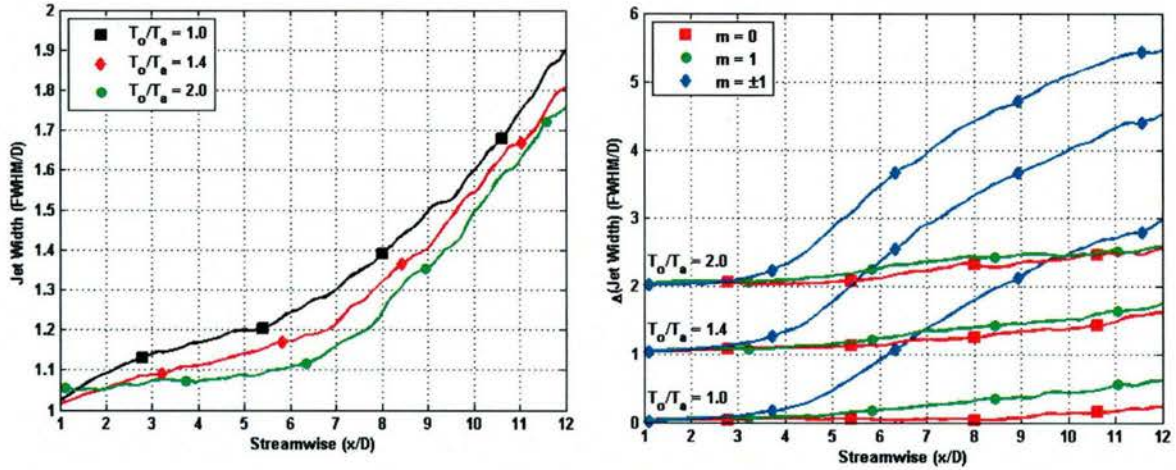 2
1.9
1.8
1.7
1.6
1.5
1.4
1.3
1.2
1.1
1
Jet Width (FWHM/D)
T₀/Tₐ = 1.0
T₀/Tₐ = 1.4
T₀/Tₐ = 2.0
1 2 3 4 5 6 7 8 9 10 11 12
Streamwise (x/D)
6
5
4
3
2
1
0
Δ(Jet Width) (FWHM/D)
m = 0
m = 1
m = ±1
T₀/Tₐ = 2.0
T₀/Tₐ = 1.4
T₀/Tₐ = 1.0
1 2 3 4 5 6 7 8 9 10 11 12
Streamwise (x/D)